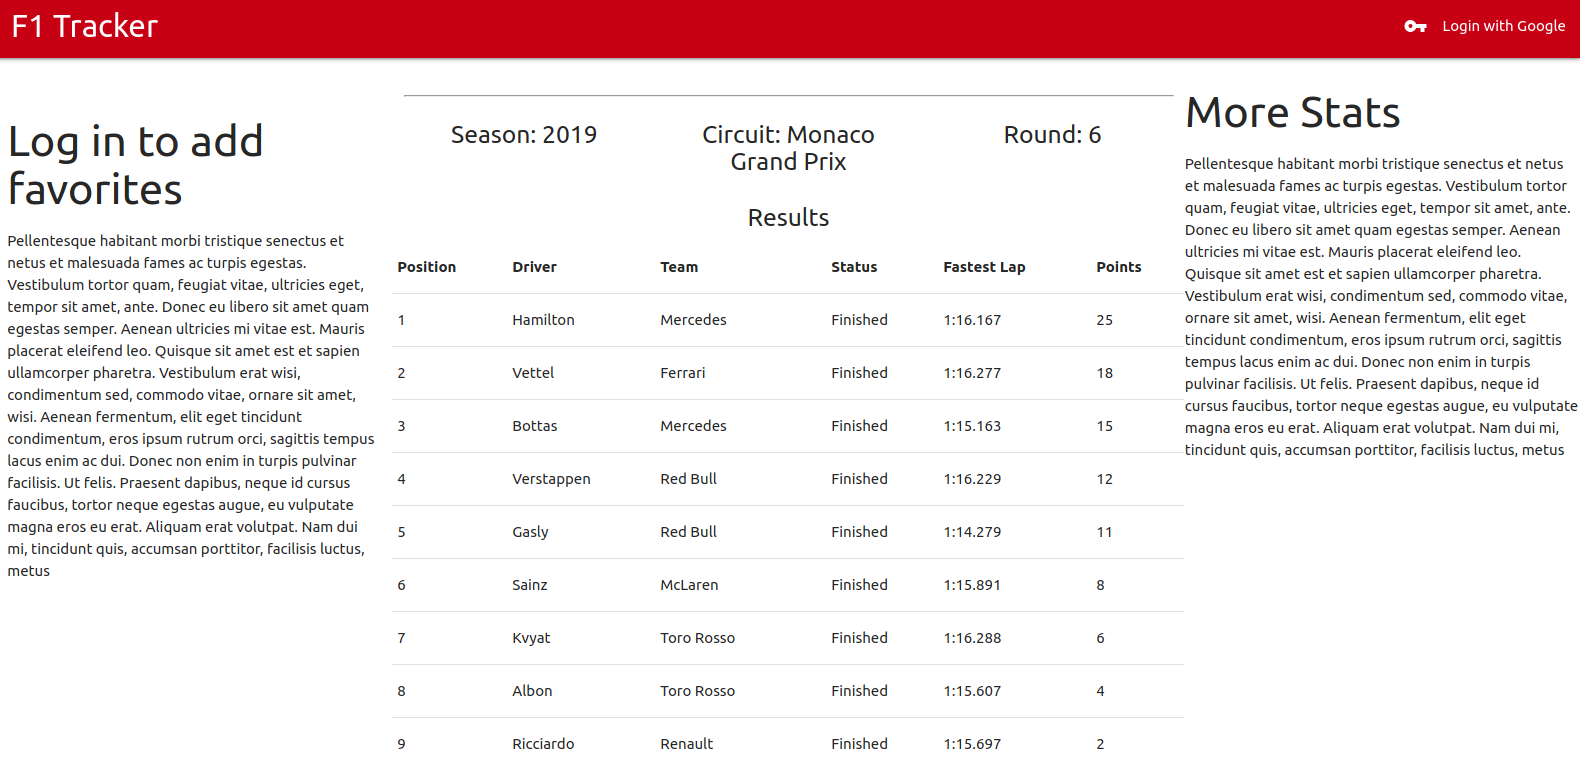 F1 Tracker
Login with Google
Log in to add
favorites
Pellentesque habitant morbi tristique senectus et
netus et malesuada fames ac turpis egestas.
Vestibulum tortor quam, feugiat vitae, ultricies eget,
tempor sit amet, ante. Donec eu libero sit amet quam
egestas semper. Aenean ultricies mi vitae est. Mauris
placerat eleifend leo. Quisque sit amet est et sapien
ullamcorper pharetra. Vestibulum erat wisi,
condimentum sed, commodo vitae, ornare sit amet,
wisi. Aenean fermentum, elit eget tincidunt
condimentum, eros ipsum rutrum orci, sagittis tempus
lacus enim ac dui. Donec non enim in turpis pulvinar
facilisis. Ut felis. Praesent dapibus, neque id cursus
faucibus, tortor neque egestas augue, eu vulputate
magna eros eu erat. Aliquam erat volutpat. Nam dui
mi, tincidunt quis, accumsan porttitor, facilisis luctus,
metus
Season: 2019
Circuit: Monaco
Grand Prix
Round: 6
Results
Position Driver Team Status Fastest Lap Points
1 Hamilton Mercedes Finished 1:16.167 25
2 Vettel Ferrari Finished 1:16.277 18
3 Bottas Mercedes Finished 1:15.163 15
4 Verstappen Red Bull Finished 1:16.229 12
5 Gasly Red Bull Finished 1:14.279 11
6 Sainz McLaren Finished 1:15.891 8
7 Kvyat Toro Rosso Finished 1:16.288 6
8 Albon Toro Rosso Finished 1:15.607 4
9 Ricciardo Renault Finished 1:15.697 2
More Stats
Pellentesque habitant morbi tristique senectus et netus
et malesuada fames ac turpis egestas. Vestibulum tortor
quam, feugiat vitae, ultricies eget, tempor sit amet, ante.
Donec eu libero sit amet quam egestas semper. Aenean
ultricies mi vitae est. Mauris placerat eleifend leo.
Quisque sit amet est et sapien ullamcorper pharetra.
Vestibulum erat wisi, condimentum sed, commodo vitae,
ornare sit amet, wisi. Aenean fermentum, elit eget
tincidunt condimentum, eros ipsum rutrum orci, sagittis
tempus lacus enim ac dui. Donec non enim in turpis
pulvinar facilisis. Ut felis. Praesent dapibus, neque id
cursus faucibus, tortor neque egestas augue, eu vulputate
magna eros eu erat. Aliquam erat volutpat. Nam dui mi,
tincidunt quis, accumsan porttitor, facilisis luctus, metus